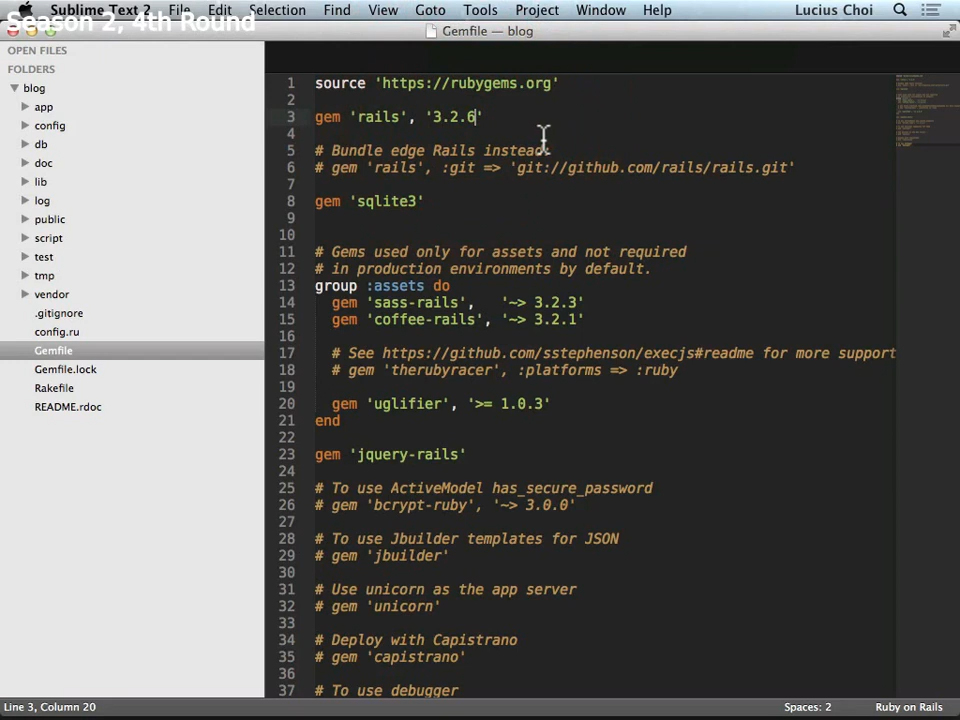 Sublime Text 2 File Edit Selection Find View Goto Tools Project Window Help Lucius Choi
Season 2, 4th Round
Gemfile — blog
OPEN FILES
FOLDERS
blog
app
config
db
doc
lib
log
public
script
test
tmp
vendor
.gitignore
config.ru
Gemfile
Gemfile.lock
Rakefile
README.rdoc
1 source 'https://rubygems.org'
2
3 gem 'rails', '3.2.6'
4
5 # Bundle edge Rails instead:
6 # gem 'rails', :git => 'git://github.com/rails/rails.git'
7
8 gem 'sqlite3'
9
10
11 # Gems used only for assets and not required
12 # in production environments by default.
13 group :assets do
14 gem 'sass-rails', '~> 3.2.3'
15 gem 'coffee-rails', '~> 3.2.1'
16
17 # See https://github.com/sstephenson/execjs#readme for more support
18 # gem 'therubyracer', :platforms => :ruby
19
20 gem 'uglifier', '>= 1.0.3'
21 end
22
23 gem 'jquery-rails'
24
25 # To use ActiveModel has_secure_password
26 # gem 'bcrypt-ruby', '~> 3.0.0'
27
28 # To use Jbuilder templates for JSON
29 # gem 'jbuilder'
30
31 # Use unicorn as the app server
32 # gem 'unicorn'
33
34 # Deploy with Capistrano
35 # gem 'capistrano'
36
37 # To use debugger
Line 3, Column 20 Spaces: 2 Ruby on Rails